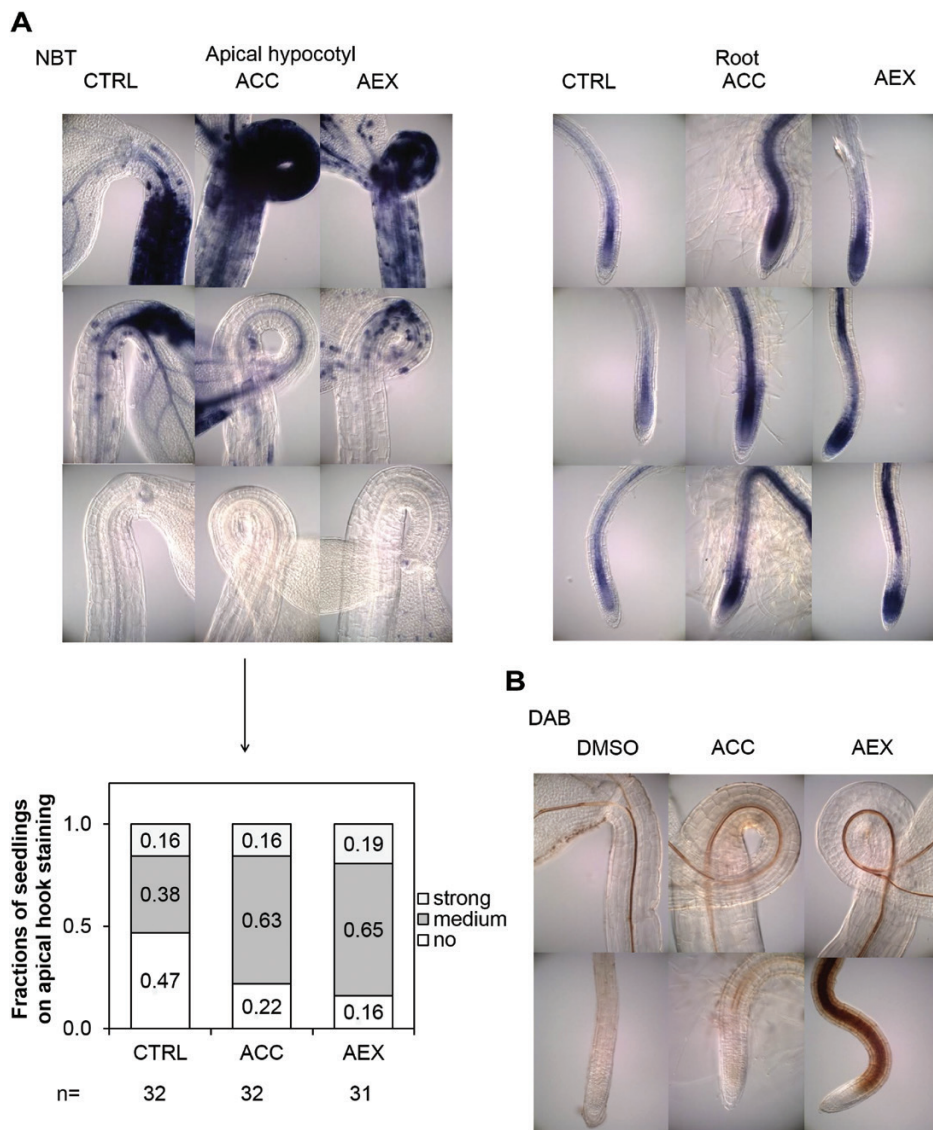 A
NBT
Apical hypocotyl
CTRL ACC AEX
Root
CTRL ACC AEX
Fractions of seedlings
on apical hook staining
1.0
0.5
0.0
0.16
0.38
0.47
0.16
0.63
0.22
0.19
0.65
0.16
strong
medium
no
CTRL ACC AEX
n= 32 32 31
B
DAB
DMSO ACC AEX